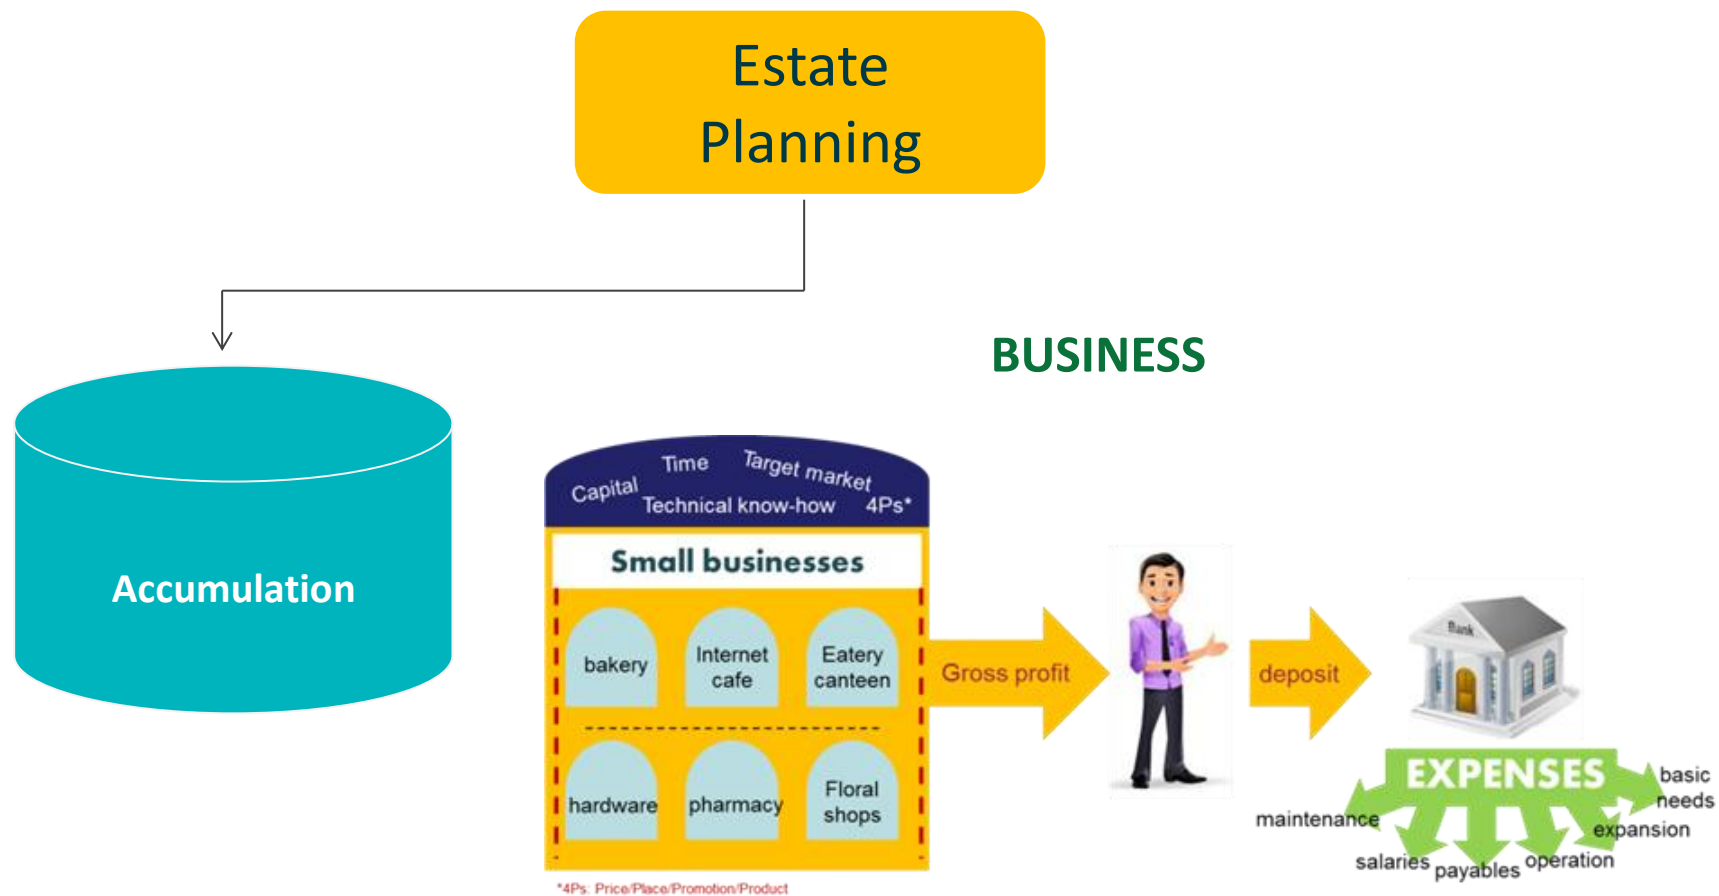 Estate
Planning
BUSINESS
Accumulation
Capital
Time
Target market
Technical know-how
4Ps*
Small businesses
bakery
Internet
cafe
Eatery
canteen
hardware
pharmacy
Floral
shops
*4Ps: Price/Place/Promotion/Product
Gross profit
deposit
Bank
EXPENSES
maintenance
salaries
payables
operation
expansion
basic
needs